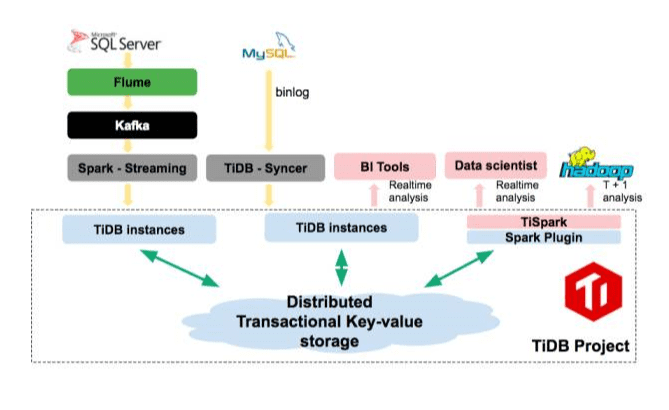 Microsoft
SQL Server
MySQL
Flume
binlog
Kafka
Spark - Streaming
TiDB - Syncer
BI Tools
Data scientist
hadoop
Realtime
analysis
Realtime
analysis
T + 1
analysis
TiDB instances
TiDB instances
TiSpark
Spark Plugin
Distributed
Transactional Key-value
storage
TiDB Project